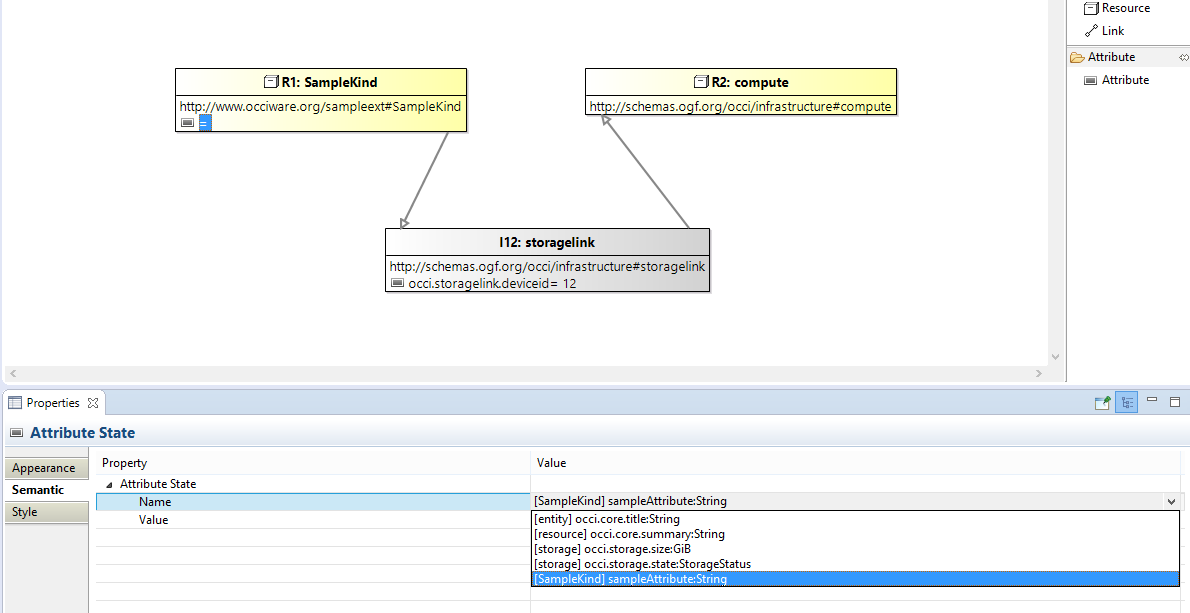 Resource
Link
Attribute
Attribute
R1: SampleKind
http://www.occiware.org/sampleext#SampleKind
=
R2: compute
http://schemas.ogf.org/occi/infrastructure#compute
l12: storagelink
http://schemas.ogf.org/occi/infrastructure#storagelink
occi.storagelink.deviceid= 12
Properties
Attribute State
Appearance
Semantic
Style
Property Value
Attribute State
Name [SampleKind] sampleAttribute:String
Value
[entity] occi.core.title:String
[resource] occi.core.summary:String
[storage] occi.storage.size:GiB
[storage] occi.storage.state:StorageStatus
[SampleKind] sampleAttribute:String